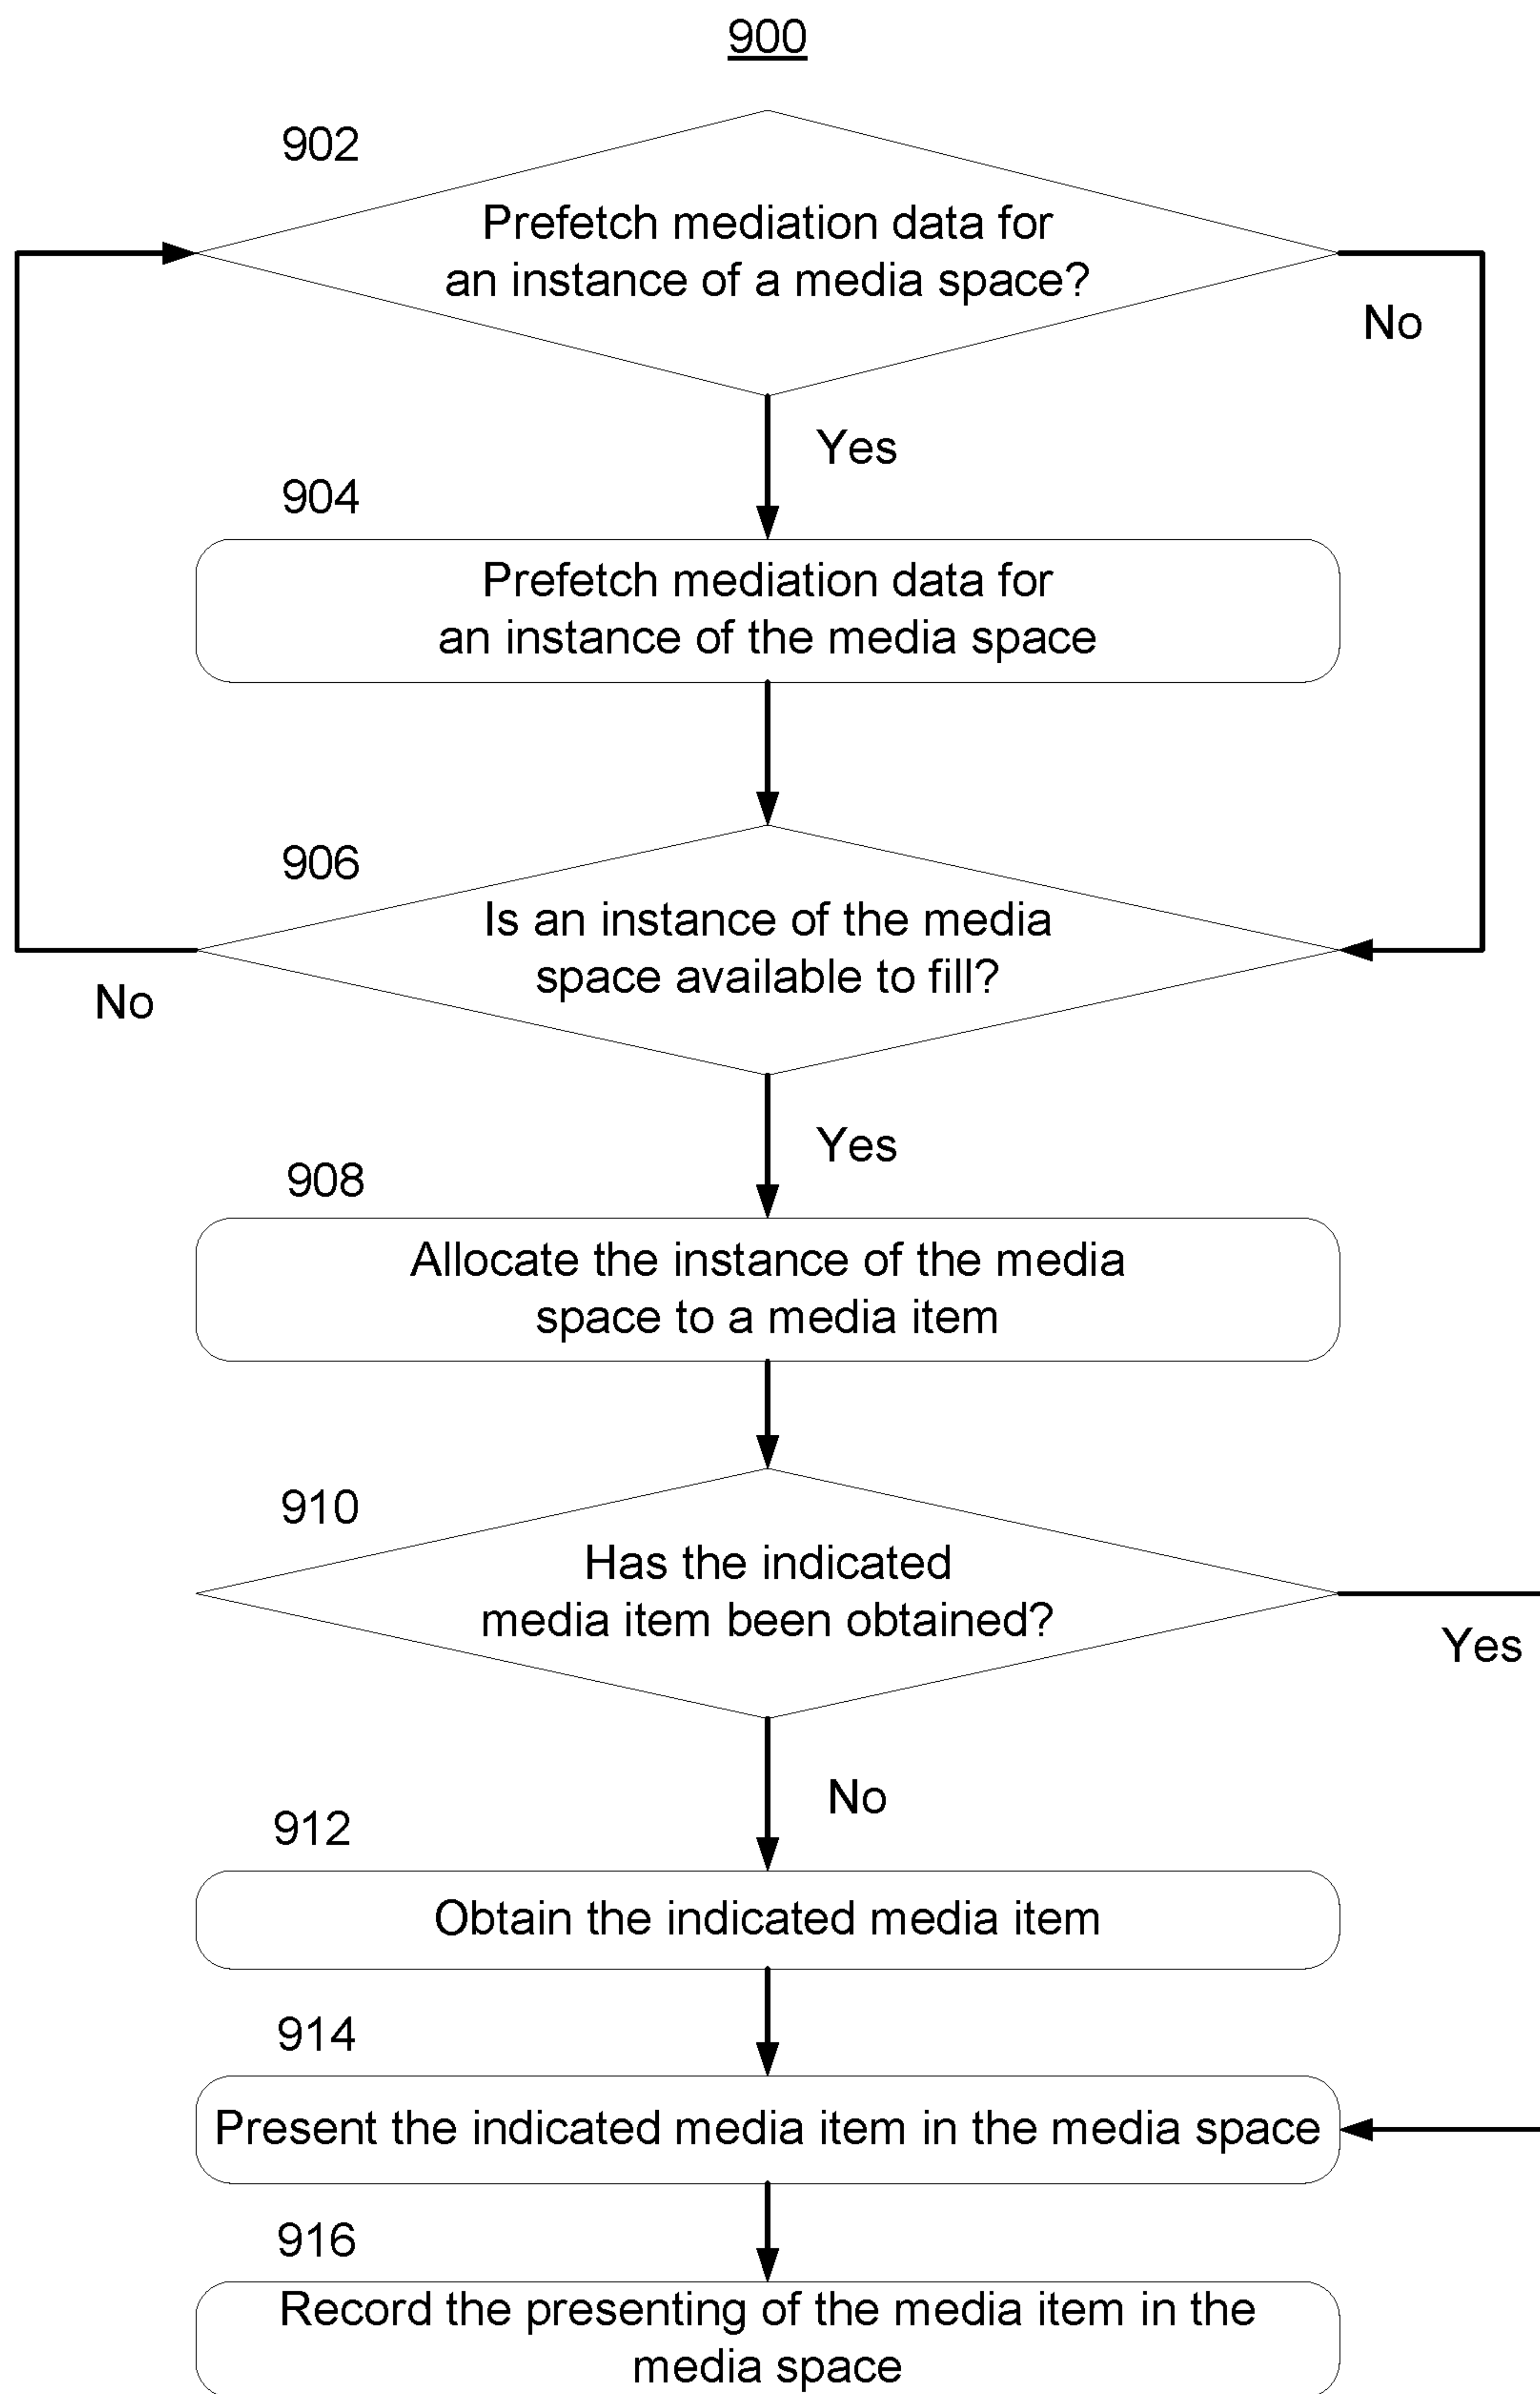 900
902
Prefetch mediation data for
an instance of a media space?
No
Yes
904
Prefetch mediation data for
an instance of the media space
906
Is an instance of the media
space available to fill?
No
Yes
908
Allocate the instance of the media
space to a media item
910
Has the indicated
media item been obtained?
Yes
No
912
Obtain the indicated media item
914
Present the indicated media item in the media space
916
Record the presenting of the media item in the
media space